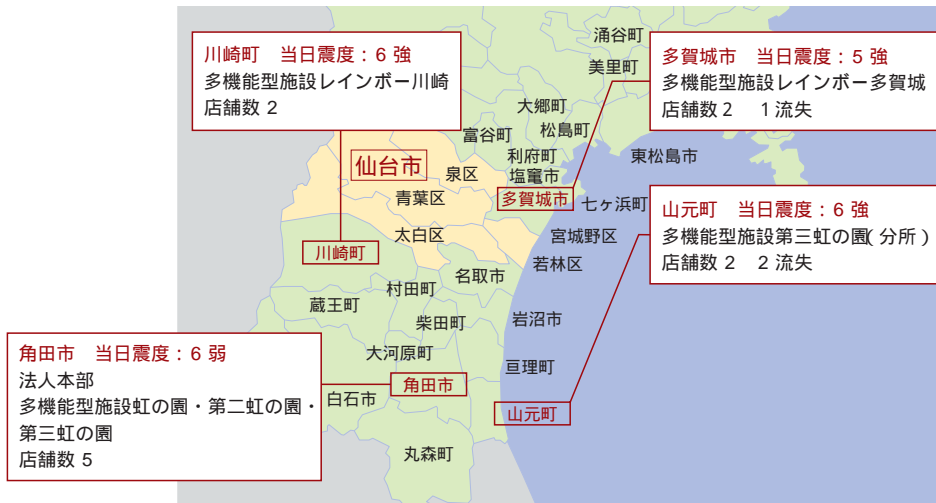 川崎町　当日震度：6 強
多機能型施設レインボー川崎
店舗数 2
多賀城市　当日震度：5 強
多機能型施設レインボー多賀城
店舗数 2　1 流失
山元町　当日震度：6 強
多機能型施設第三虹の園(分所)
店舗数 2　2 流失
角田市　当日震度：6 弱
法人本部
多機能型施設虹の園・第二虹の園・
第三虹の園
店舗数 5
涌谷町
美里町
大郷町
松島町
富谷町
利府町
東松島市
仙台市
泉区
塩竈市
青葉区
多賀城市
七ヶ浜町
太白区
宮城野区
川崎町
若林区
名取市
村田町
蔵王町
柴田町
岩沼市
大河原町
亘理町
角田市
白石市
山元町
丸森町